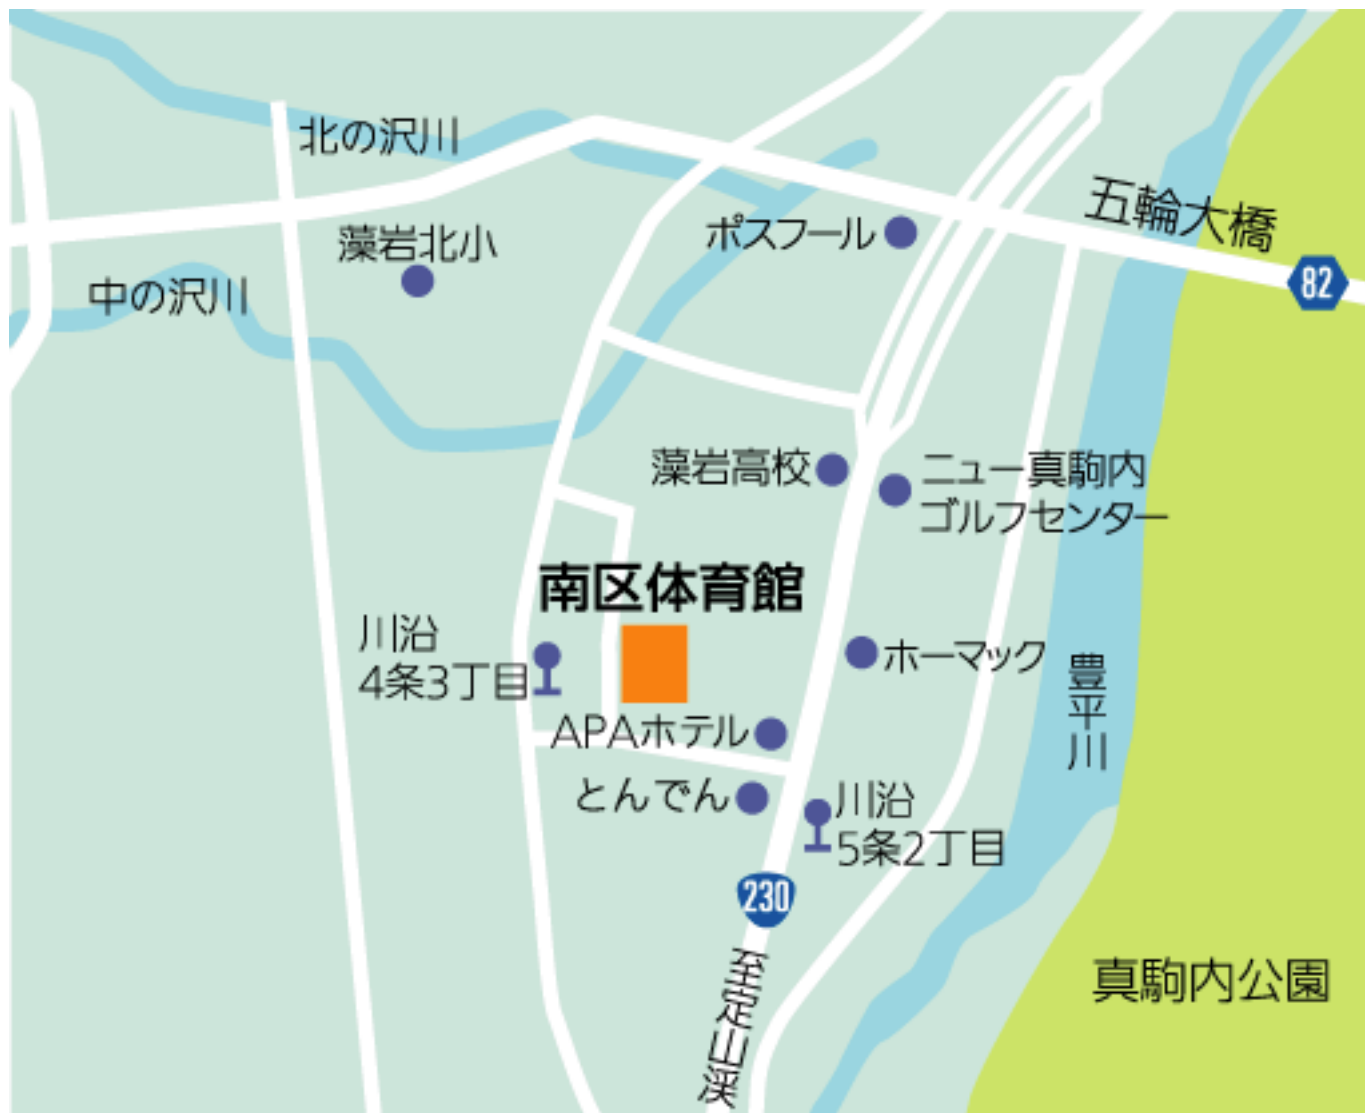 北の沢川
五輪大橋
藻岩北小
ポスフール
中の沢川
82
藻岩高校
ニュー真駒内
ゴルフセンター
南区体育館
川沿
4条3丁目
ホーマック
豊平川
APAホテル
とんでん
川沿
5条2丁目
230
至定山渓
真駒内公園